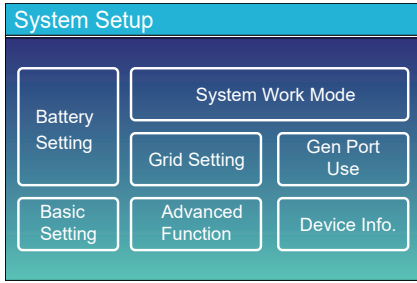 System Setup
Battery
Setting
System Work Mode
Grid Setting
Gen Port
Use
Basic
Setting
Advanced
Function
Device Info.